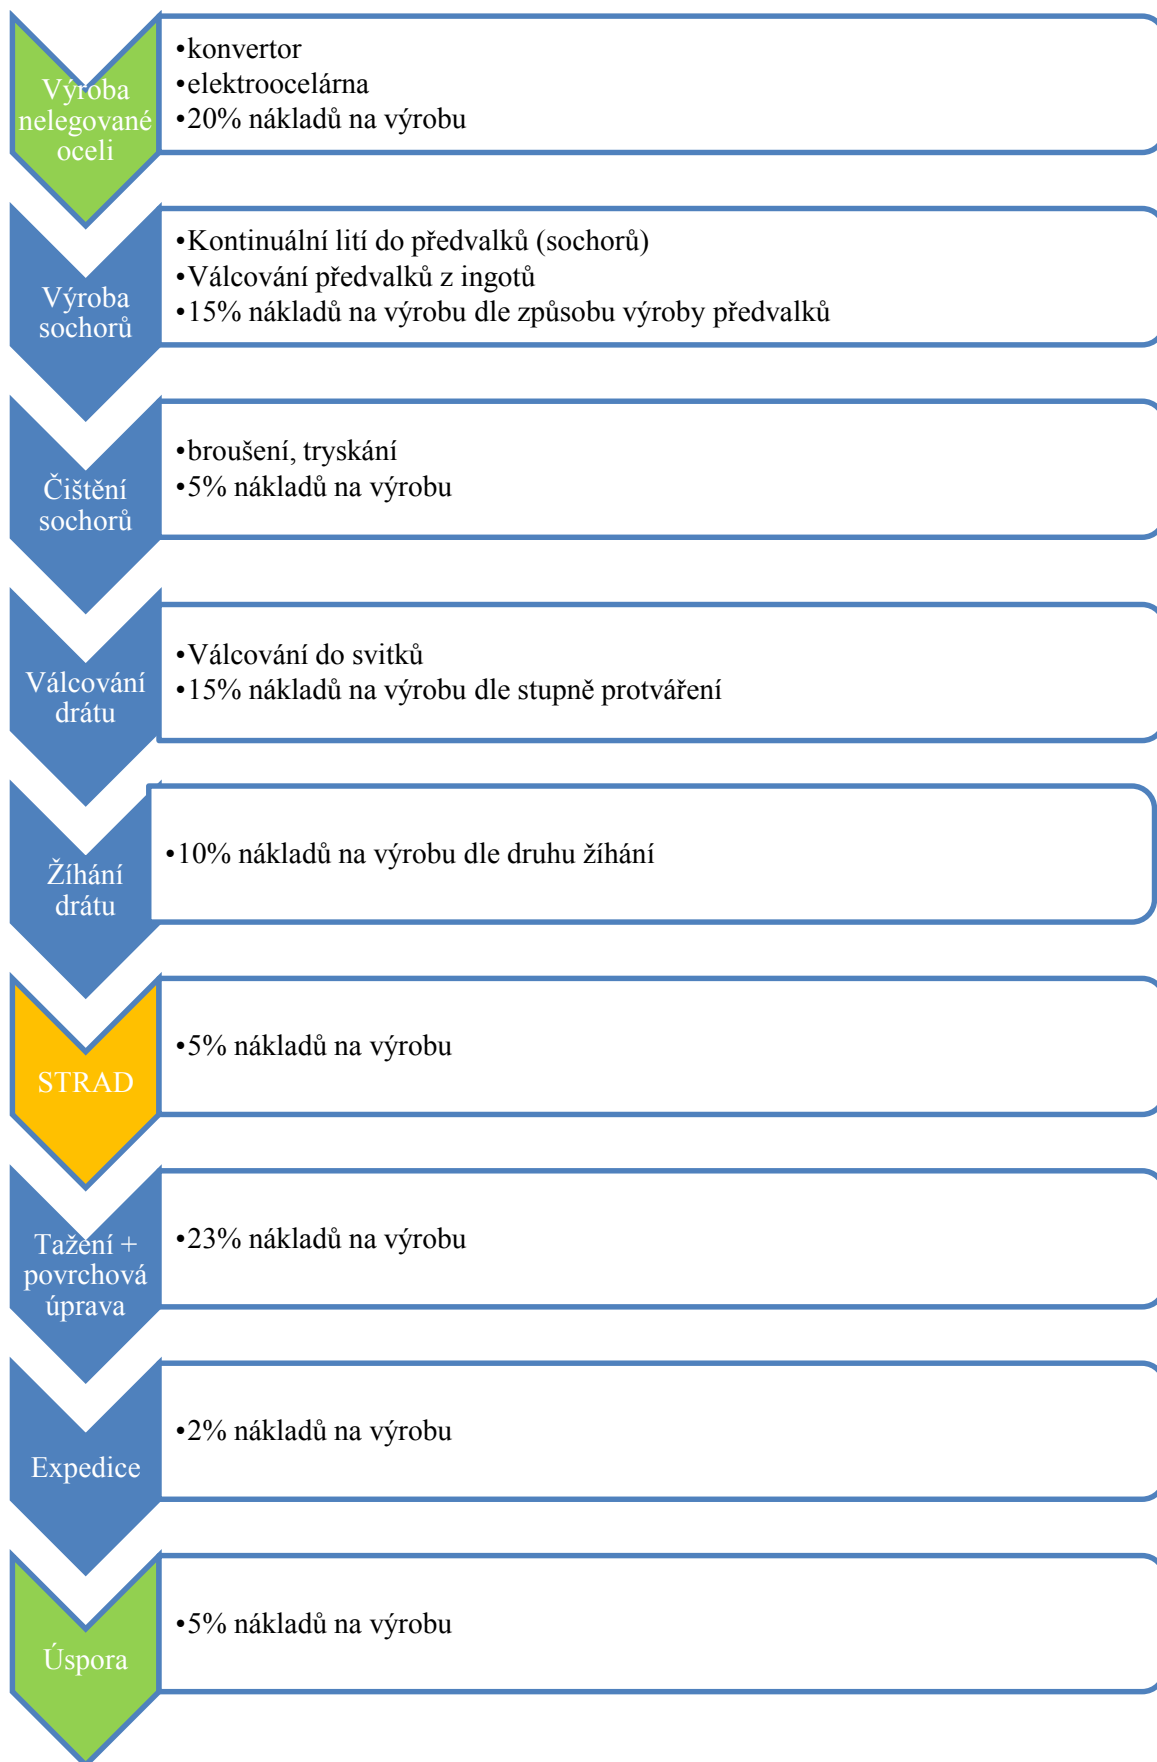 Výroba
nelegované
oceli
•konvertor
•elektroocelárna
•20% nákladů na výrobu
Výroba
sochorů
•Kontinuální lití do předvalků (sochorů)
•Válcování předvalků z ingotů
•15% nákladů na výrobu dle způsobu výroby předvalků
Čištění
sochorů
•broušení, tryskání
•5% nákladů na výrobu
Válcování
drátu
•Válcování do svitků
•15% nákladů na výrobu dle stupně protváření
Žíhání
drátu
•10% nákladů na výrobu dle druhu žíhání
STRAD
•5% nákladů na výrobu
Tažení +
povrchová
úprava
•23% nákladů na výrobu
Expedice
•2% nákladů na výrobu
Úspora
•5% nákladů na výrobu